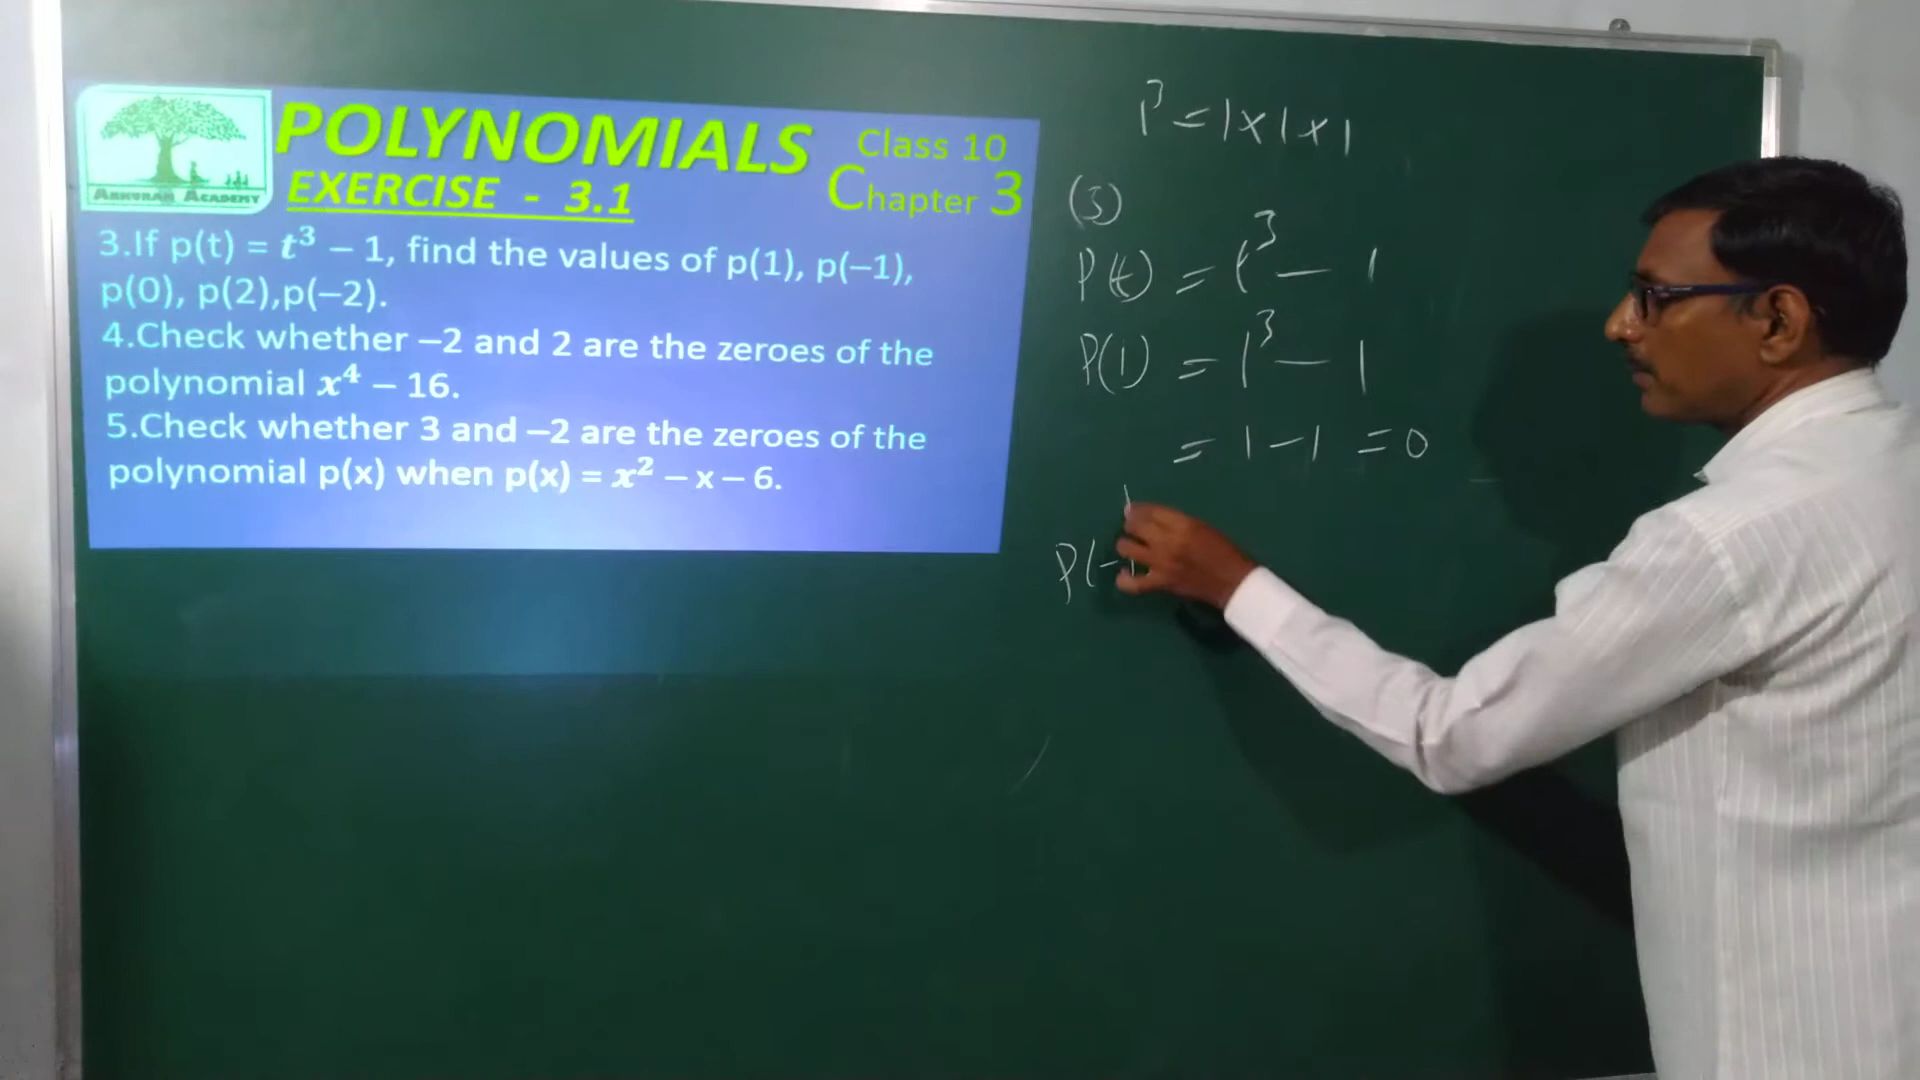 ANKURAM ACADEMY
POLYNOMIALS
EXERCISE - 3.1
Class 10
Chapter 3
3.If p(t) = t³ – 1, find the values of p(1), p(–1),
p(0), p(2),p(–2).
4.Check whether –2 and 2 are the zeroes of the
polynomial x⁴ – 16.
5.Check whether 3 and –2 are the zeroes of the
polynomial p(x) when p(x) = x² – x – 6.
1³ = 1 × 1 × 1
(3)
P(t) = t³ – 1
P(1) = 1³ – 1
= 1 – 1 = 0
P(-1